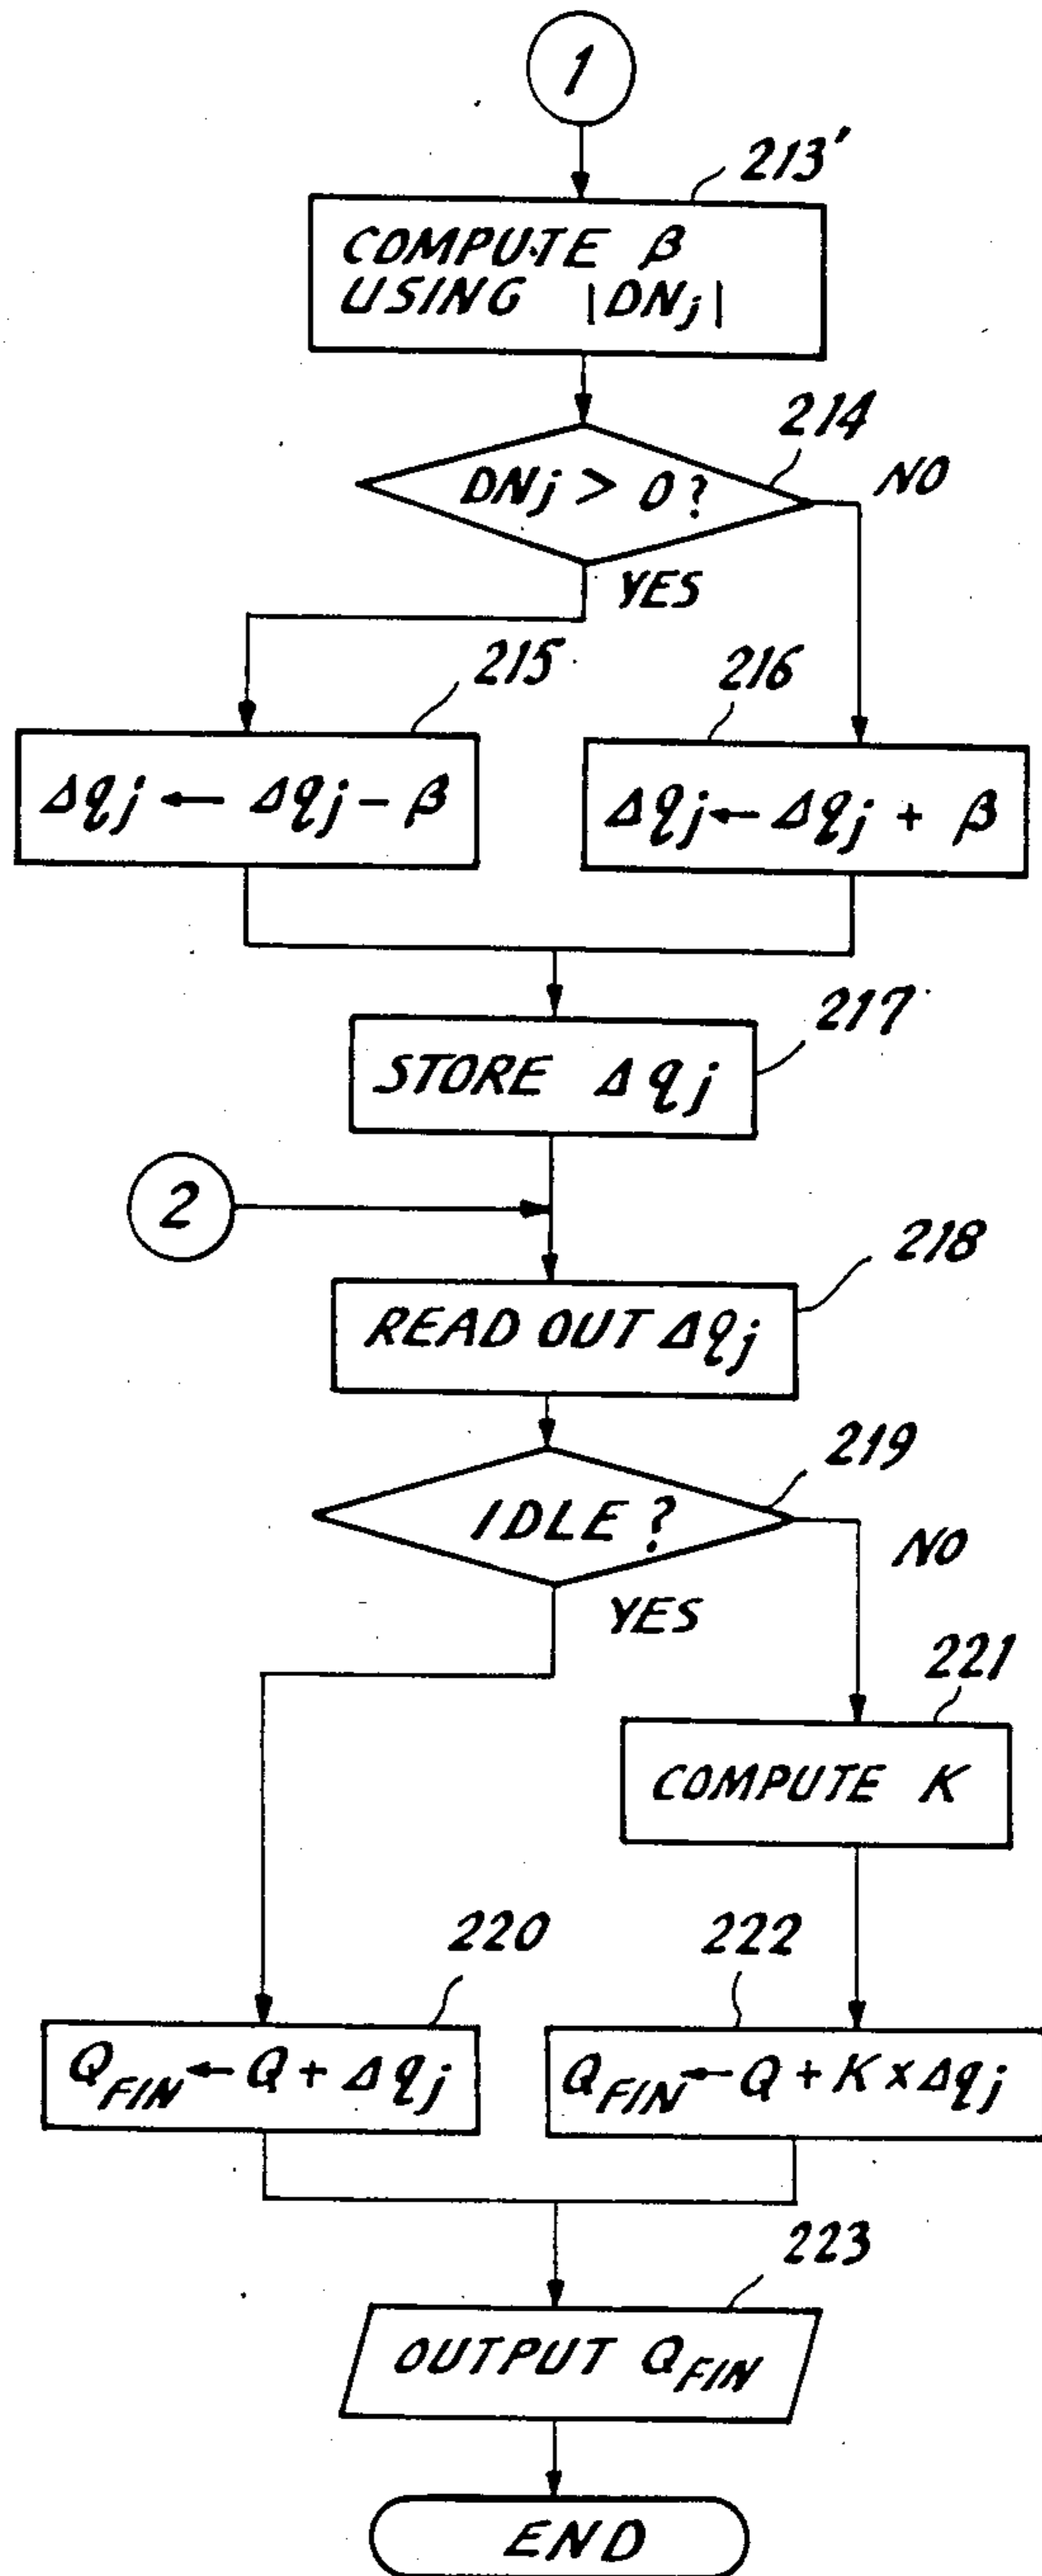 1
213'
COMPUTE β
USING |DNj|
214
DNj > 0?
NO
YES
215
216
Δqj ← Δqj - β
Δqj ← Δqj + β
217
STORE Δqj
2
218
READ OUT Δqj
219
IDLE?
NO
YES
221
COMPUTE K
220
222
QFIN ← Q + Δqj
QFIN ← Q + K × Δqj
223
OUTPUT QFIN
END